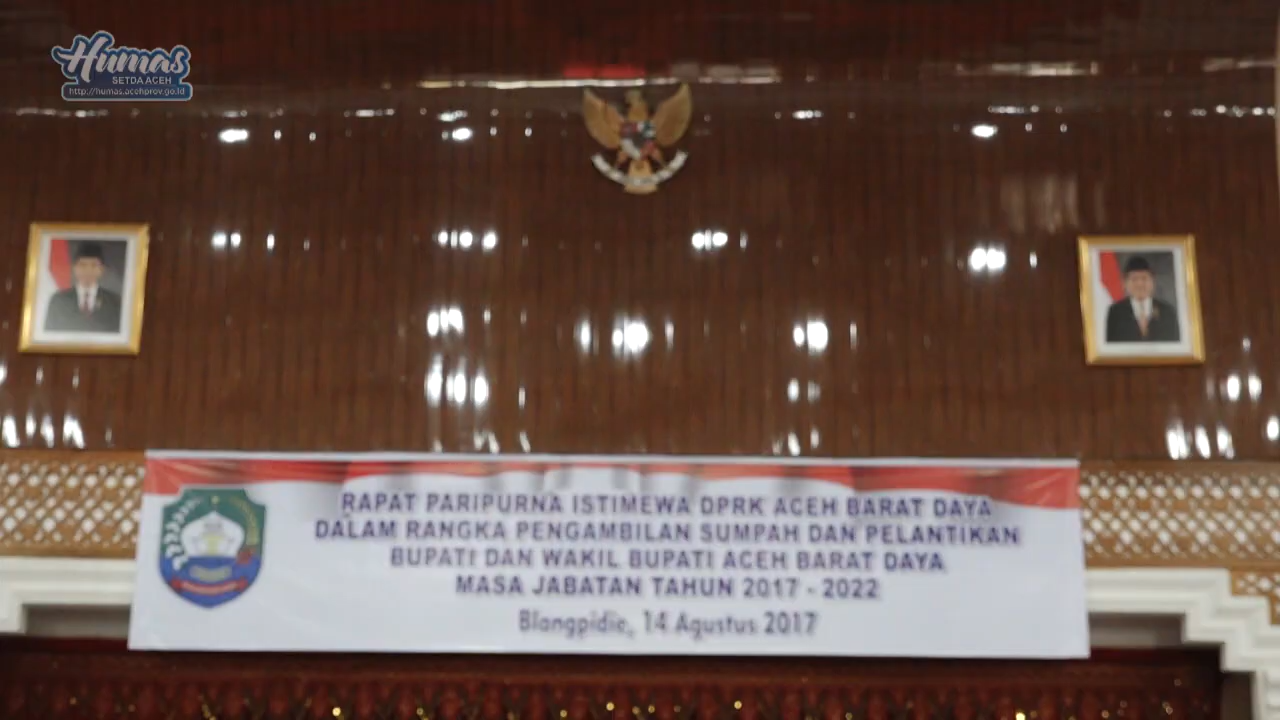 Humas
SETDA ACEH
http://humas.acehprov.go.id
RAPAT PARIPURNA ISTIMEWA DPRK ACEH BARAT DAYA
DALAM RANGKA PENGAMBILAN SUMPAH DAN PELANTIKAN
BUPATI DAN WAKIL BUPATI ACEH BARAT DAYA
MASA JABATAN TAHUN 2017 - 2022
Blangpidie, 14 Agustus 2017